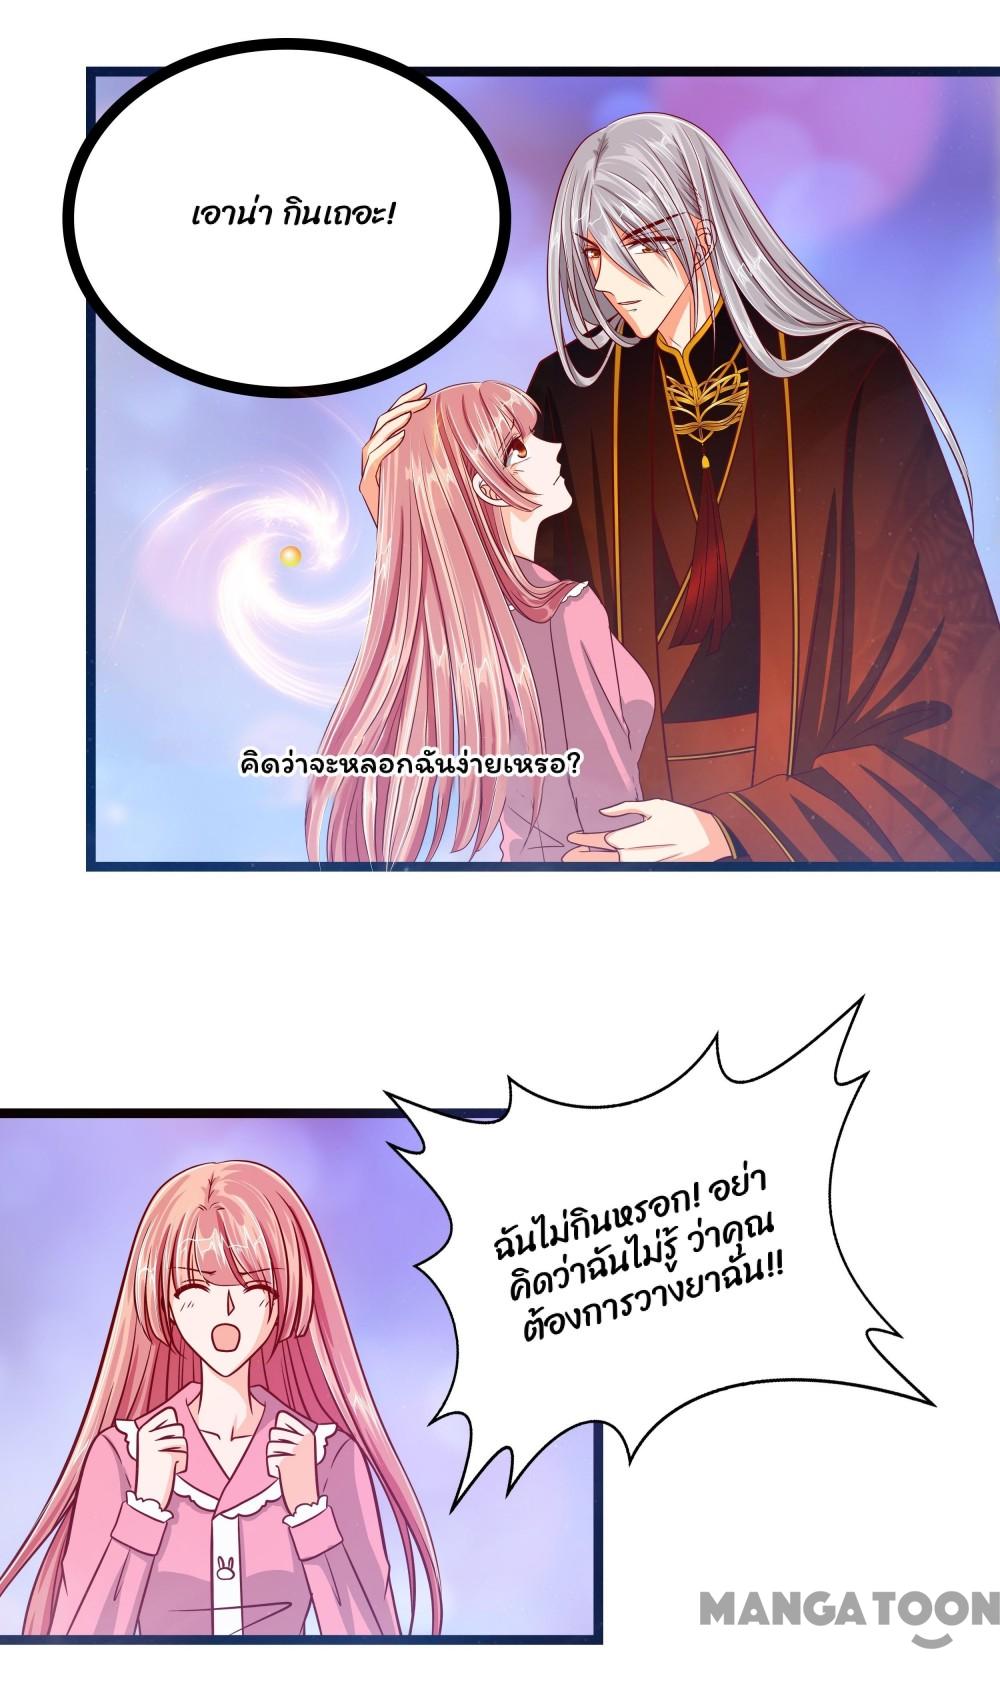 เอาน่า กินเถอะ!
คิดว่าจะหลอกฉันง่ายเหรอ?
ฉันไม่กินหรอก! อย่า
คิดว่าฉันไม่รู้ ว่าคุณ
ต้องการวางยาฉัน!!
MANGATOON